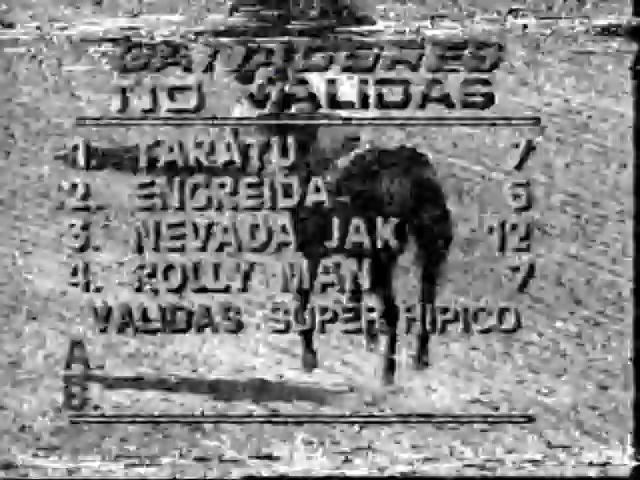 GANADORES
NO VALIDAS
1. TARATU 7
2. ENGREIDA 6
3. NEVADA JAK 12
4. ROLLY MAN 7
VALIDAS SUPER HIPICO
A.
B.